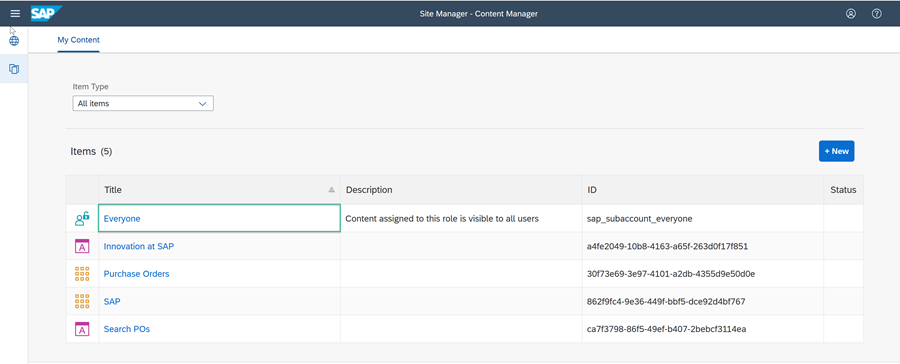 SAP
Site Manager - Content Manager
My Content
Item Type
All items
Items (5)
+ New
Title Description ID Status
Everyone Content assigned to this role is visible to all users sap_subaccount_everyone
A Innovation at SAP a4fe2049-10b8-4163-a65f-263d0f17f851
Purchase Orders 30f73e69-3e97-4101-a2db-4355d9e50d0e
SAP 862f9fc4-9e36-449f-bbf5-dce92d4bf767
A Search POs ca7f3798-86f5-49ef-b407-2bebcf3114ea